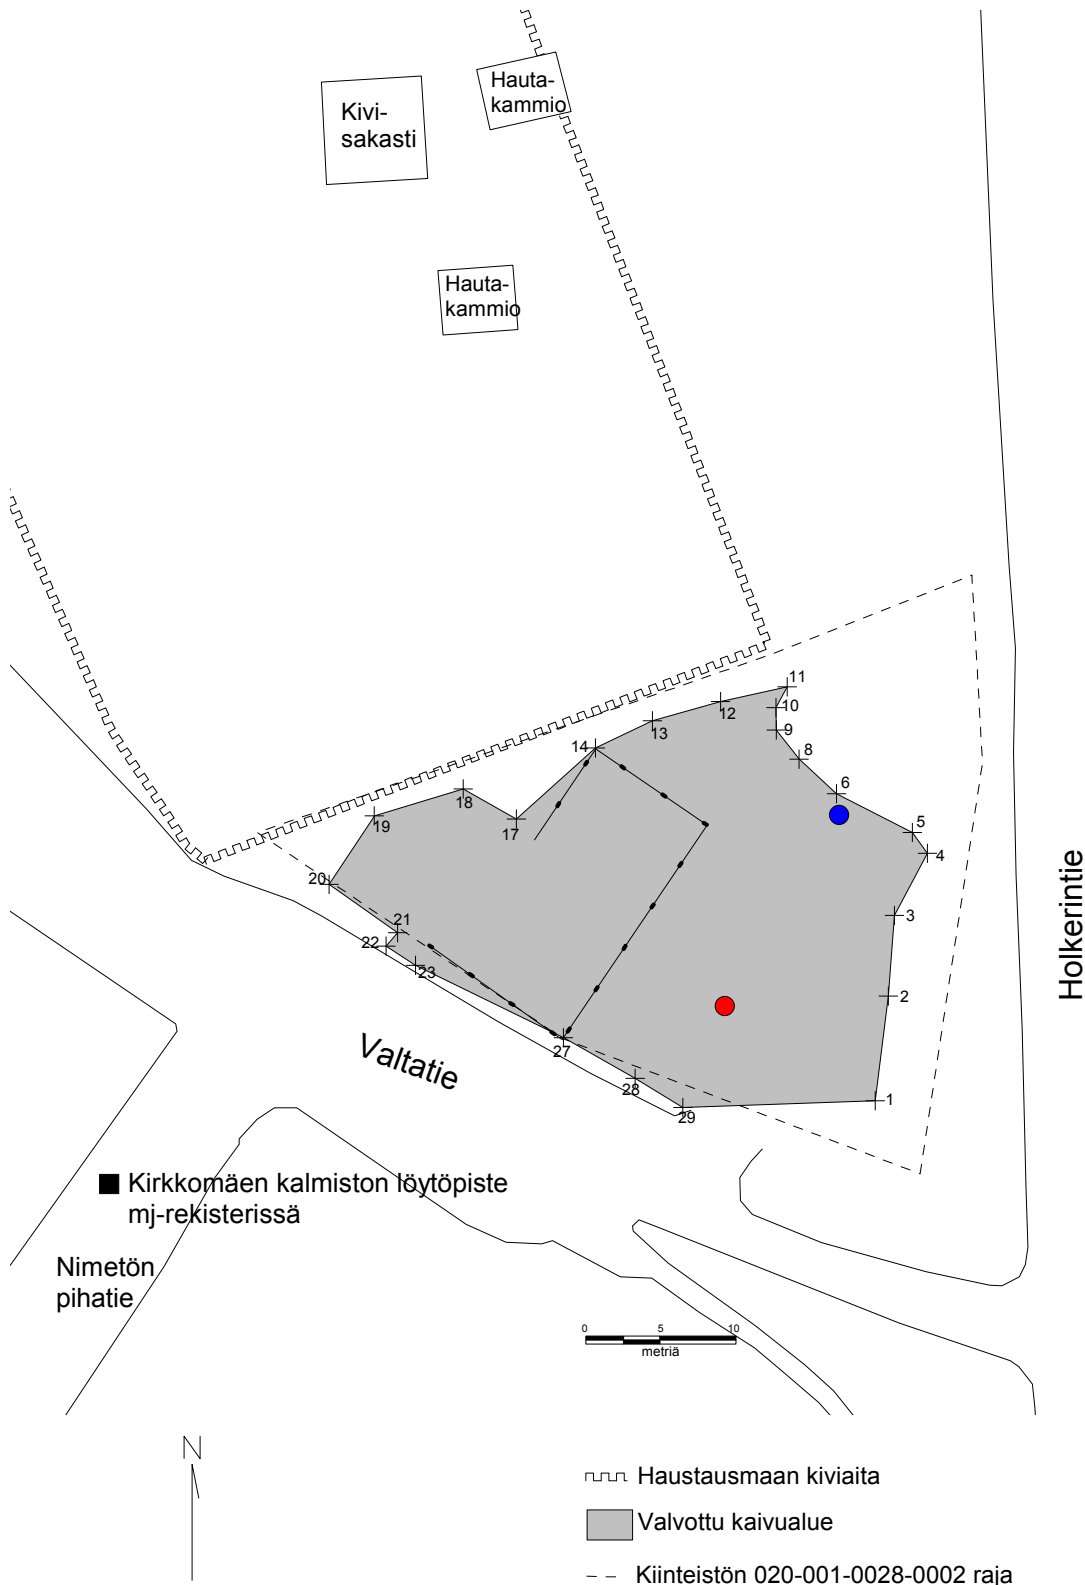 Hauta-
kammio
Kivi-
sakasti
Hauta-
kammio
11
10
12
13
9
14
8
6
18
17
19
5
4
20
3
21
22
23
2
27
Valtatie
28
29
1
Holkerintie
Kirkkomäen kalmiston löytöpiste
mj-rekisterissä
Nimetön
pihatie
0 5 10
metriä
N
Haustausmaan kiviaita
Valvottu kaivualue
Kiinteistön 020-001-0028-0002 raja